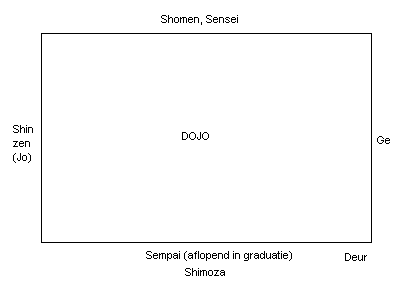 Shomen, Sensei
Shin
zen
(Jo)
DOJO
Ge
Sempai (aflopend in graduatie)
Deur
Shimoza